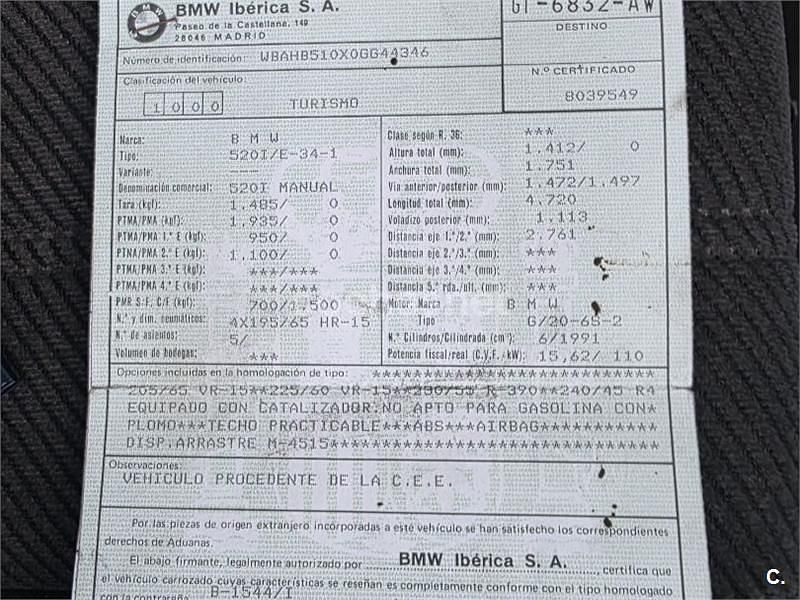 BMW
BMW Ibérica S. A.
Paseo de la Castellana, 149
28046 MADRID
GI-6832-AW
DESTINO
Número de identificación: WBAHB510X0GG44346
N.º CERTIFICADO
8039549
Clasificación del vehículo:
1000 TURISMO
Marca: B M W
Tipo: 520I/E-34-1
Variante: ---
Denominación comercial: 520I MANUAL
Tara (kgf): 1.485/ 0
PTMA/PMA (kgf): 1.935/ 0
PTMA/PMA 1.º E (kgf): 950/ 0
PTMA/PMA 2.º E (kgf): 1.100/ 0
PTMA/PMA 3.º E (kgf): ***/***
PTMA/PMA 4.º E (kgf): ***/***
PMR S.F. C/F (kgf): 700/1.500
N.º y dim. neumáticos: 4X195/65 HR-15
N.º de asientos: 5/
Volumen de bodegas: ***
Clase según R. 36: ***
Altura total (mm): 1.412/ 0
Anchura total (mm): 1.751
Vía anterior/posterior (mm): 1.472/1.497
Longitud total (mm): 4.720
Voladizo posterior (mm): 1.113
Distancia eje 1.º/2.º (mm): 2.761
Distancia eje 2.º/3.º (mm): ***
Distancia eje 3.º/4.º (mm): ***
Distancia 5.ª rda./ult. (mm): ***
Motor: Marca B M W
Tipo G/20-6S-2
N.º Cilindros/Cilindrada (cm³): 6/1991
Potencia fiscal/real (C.V.F./kW): 15,62/ 110
Opciones incluidas en la homologación de tipo: **************************
205/65 VR-15**225/60 VR-15**230/55 R-390**240/45 R4
EQUIPADO CON CATALIZADOR.NO APTO PARA GASOLINA CON*
PLOMO***TECHO PRACTICABLE***ABS***AIRBAG***********
DISP.ARRASTRE M-4515*******************************
Observaciones:
VEHICULO PROCEDENTE DE LA C.E.E.
Por las piezas de origen extranjero incorporadas a este vehículo se han satisfecho los correspondientes
derechos de Aduanas.
El abajo firmante, legalmente autorizado por BMW Ibérica S. A. , certifica que
el vehículo carrozado cuyas características se reseñan es completamente conforme con el tipo homologado
con la contraseña B-1544/I
C.